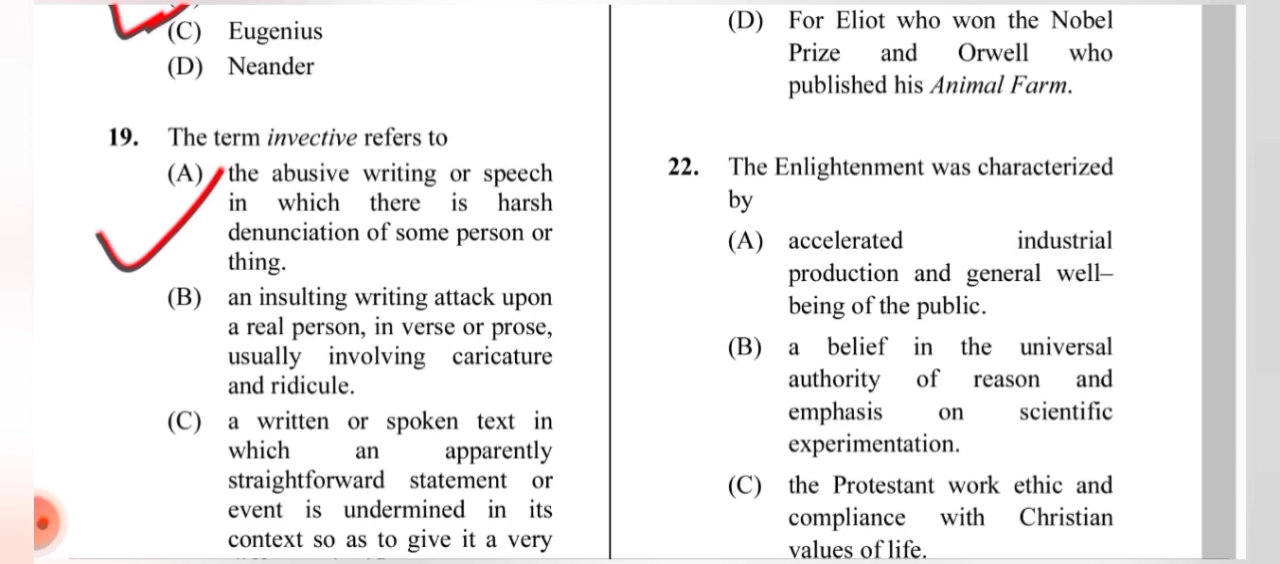 (C) Eugenius
(D) Neander
19. The term invective refers to
(A) the abusive writing or speech
in which there is harsh
denunciation of some person or
thing.
(B) an insulting writing attack upon
a real person, in verse or prose,
usually involving caricature
and ridicule.
(C) a written or spoken text in
which an apparently
straightforward statement or
event is undermined in its
context so as to give it a very
(D) For Eliot who won the Nobel
Prize and Orwell who
published his Animal Farm.
22. The Enlightenment was characterized
by
(A) accelerated industrial
production and general well–
being of the public.
(B) a belief in the universal
authority of reason and
emphasis on scientific
experimentation.
(C) the Protestant work ethic and
compliance with Christian
values of life.